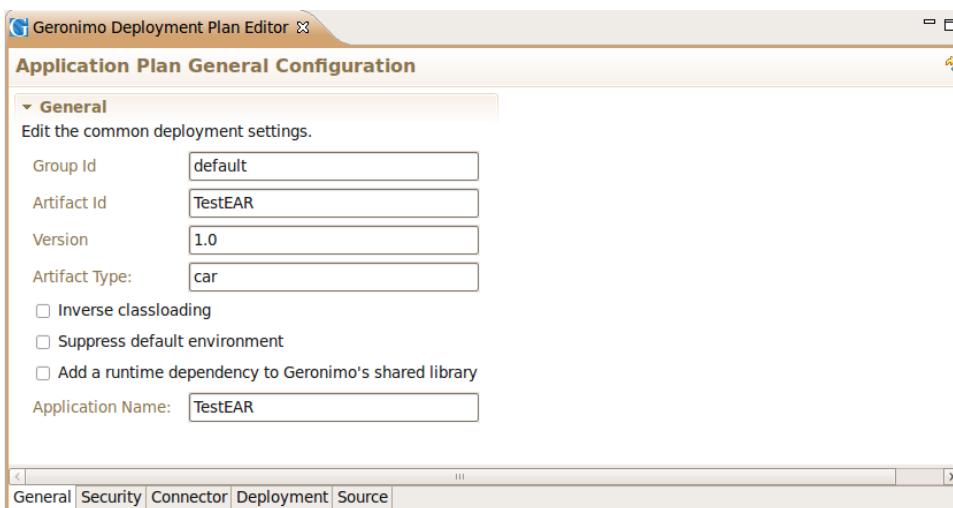 Geronimo Deployment Plan Editor
Application Plan General Configuration
General
Edit the common deployment settings.
Group Id default
Artifact Id TestEAR
Version 1.0
Artifact Type: car
Inverse classloading
Suppress default environment
Add a runtime dependency to Geronimo's shared library
Application Name: TestEAR
General Security Connector Deployment Source